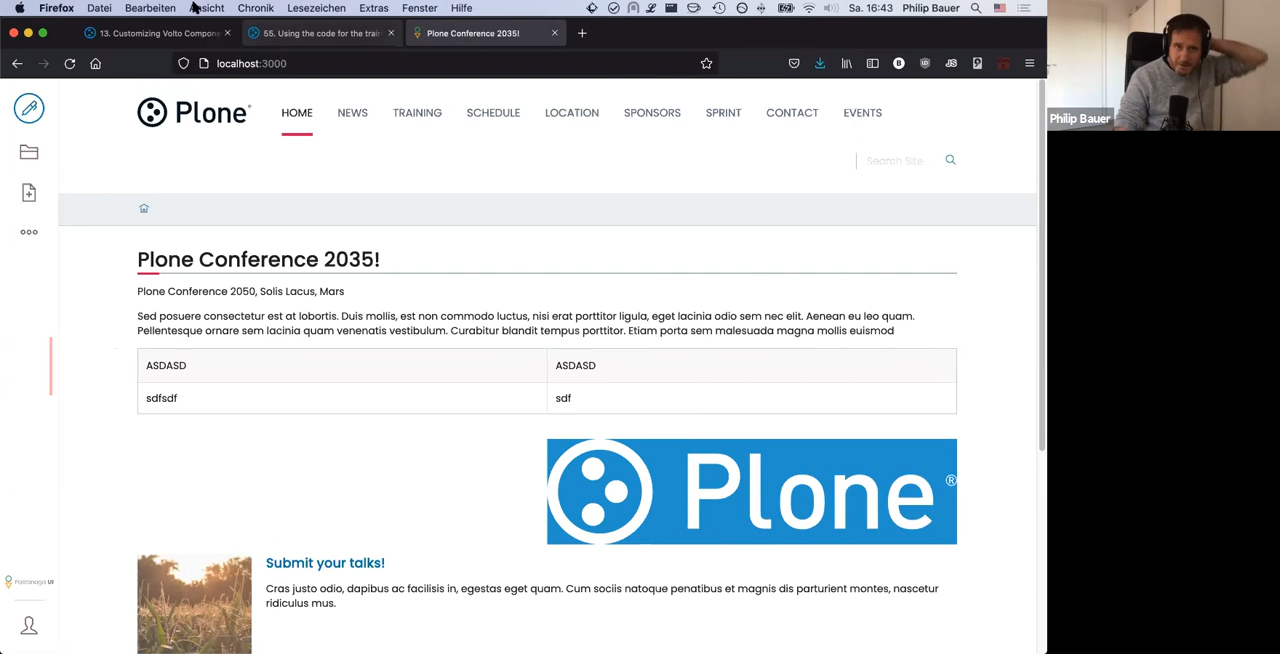 Firefox Datei Bearbeiten Ansicht Chronik Lesezeichen Extras Fenster Hilfe Sa. 16:43 Philip Bauer
13. Customizing Volto Compone 55. Using the code for the train Plone Conference 2035!
localhost:3000
Plone® HOME NEWS TRAINING SCHEDULE LOCATION SPONSORS SPRINT CONTACT EVENTS
Search Site
Philip Bauer
Plone Conference 2035!
Plone Conference 2050, Solis Lacus, Mars
Sed posuere consectetur est at lobortis. Duis mollis, est non commodo luctus, nisi erat porttitor ligula, eget lacinia odio sem nec elit. Aenean eu leo quam.
Pellentesque ornare sem lacinia quam venenatis vestibulum. Curabitur blandit tempus porttitor. Etiam porta sem malesuada magna mollis euismod
ASDASD ASDASD
sdfsdf sdf
Plone®
Submit your talks!
Cras justo odio, dapibus ac facilisis in, egestas eget quam. Cum sociis natoque penatibus et magnis dis parturient montes, nascetur
ridiculus mus.
Pastanaga UI